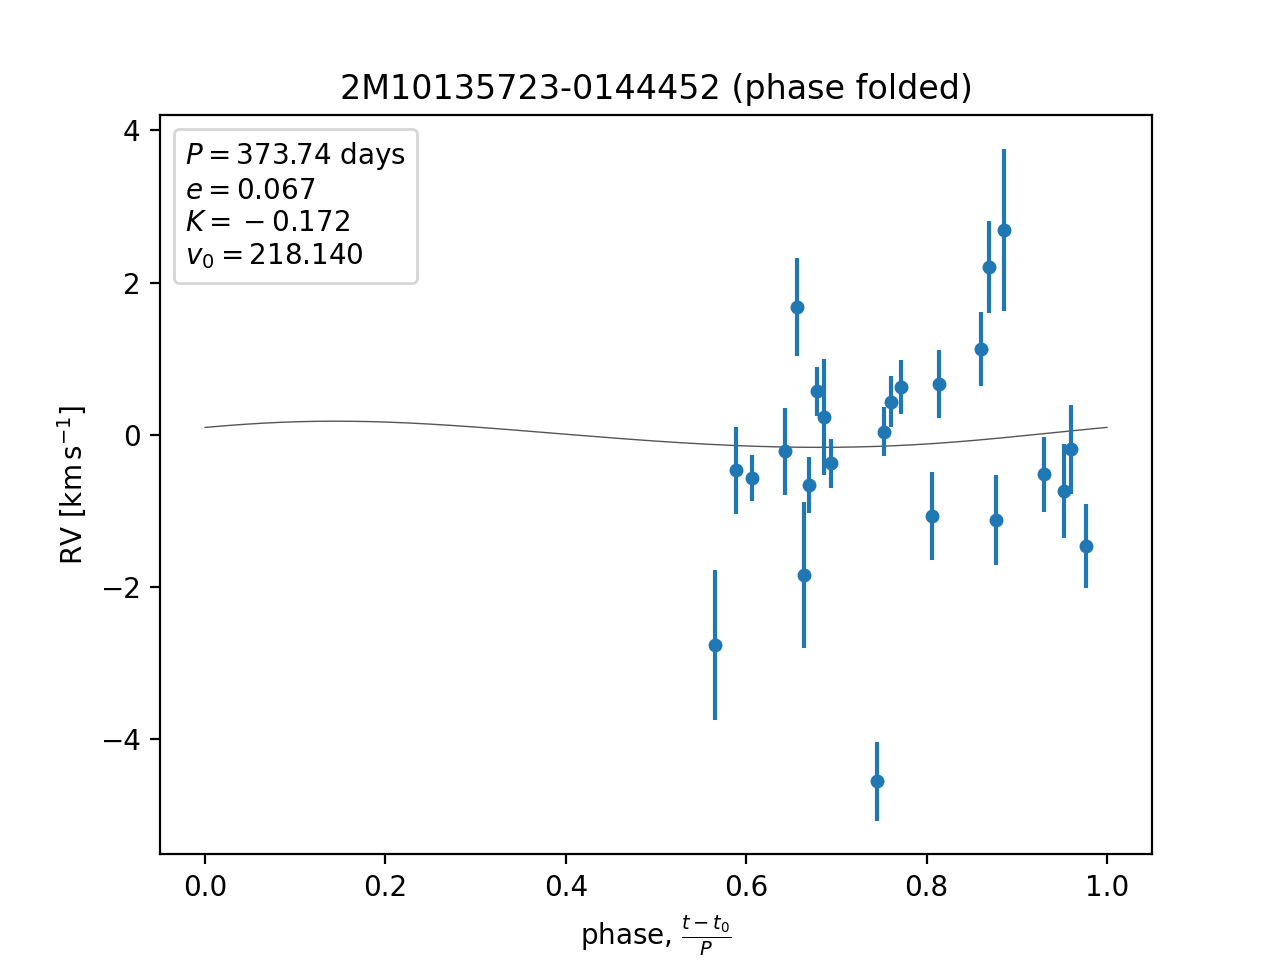 2M10135723-0144452 (phase folded)
P = 373.74 days
e = 0.067
K = −0.172
v₀ = 218.140
4
2
0
−2
−4
RV [km s⁻¹]
0.0 0.2 0.4 0.6 0.8 1.0
phase, (t − t₀)/P